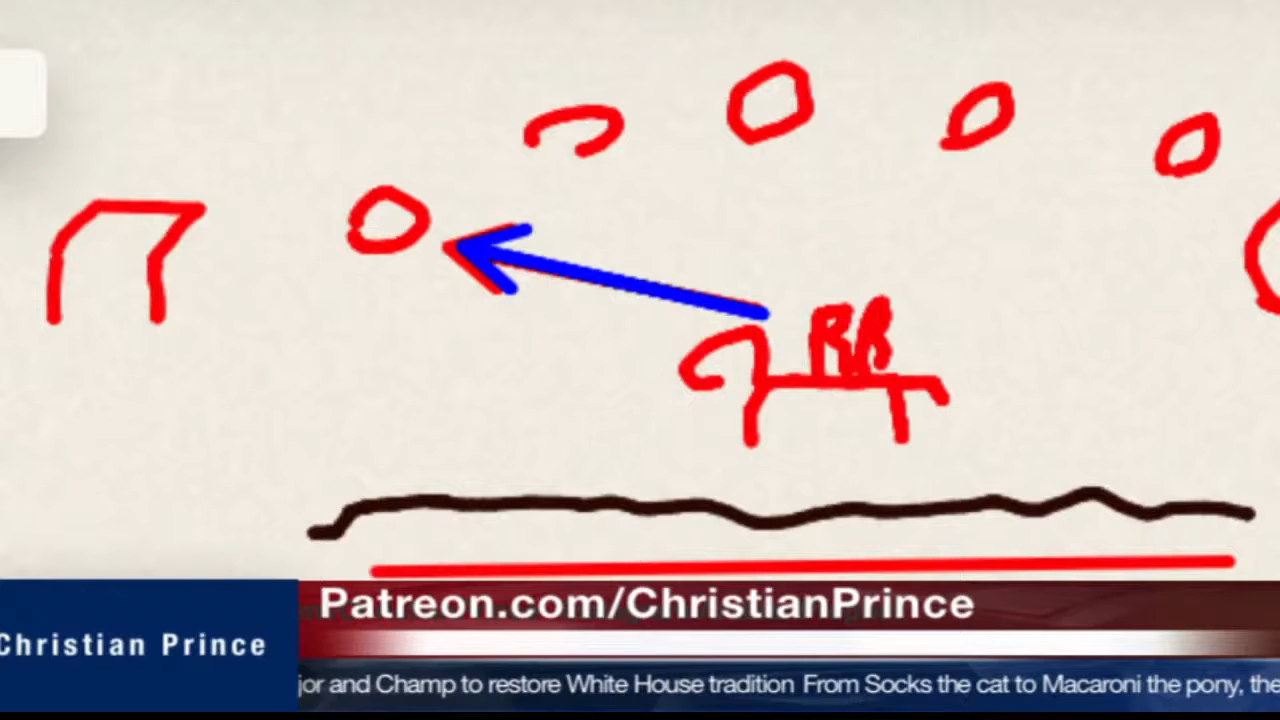 Patreon.com/ChristianPrince
Christian Prince
jor and Champ to restore White House tradition From Socks the cat to Macaroni the pony, the